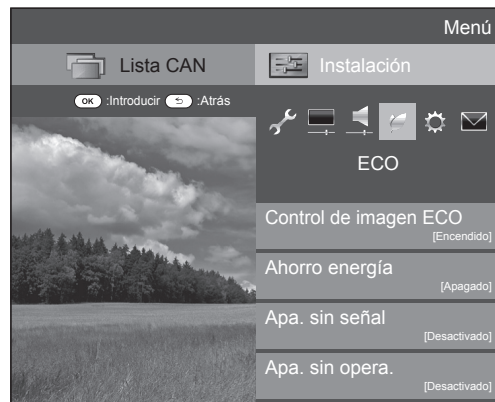 Menú
Lista CAN
Instalación
OK :Introducir :Atrás
ECO
Control de imagen ECO
[Encendido]
Ahorro energía
[Apagado]
Apa. sin señal
[Desactivado]
Apa. sin opera.
[Desactivado]